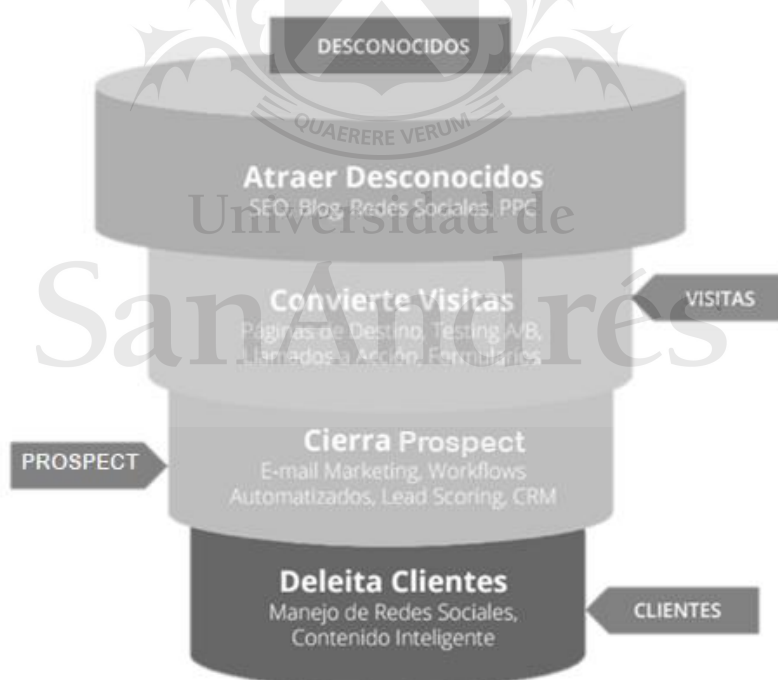 DESCONOCIDOS
QUAERERE VERUM
Atraer Desconocidos
SEO, Blog, Redes Sociales, PPC
Universidad de
SanAndrés
Convierte Visitas
Páginas de Destino, Testing A/B,
Llamados a Acción, Formularios
VISITAS
Cierra Prospect
E-mail Marketing, Workflows
Automatizados, Lead Scoring, CRM
PROSPECT
Deleita Clientes
Manejo de Redes Sociales,
Contenido Inteligente
CLIENTES